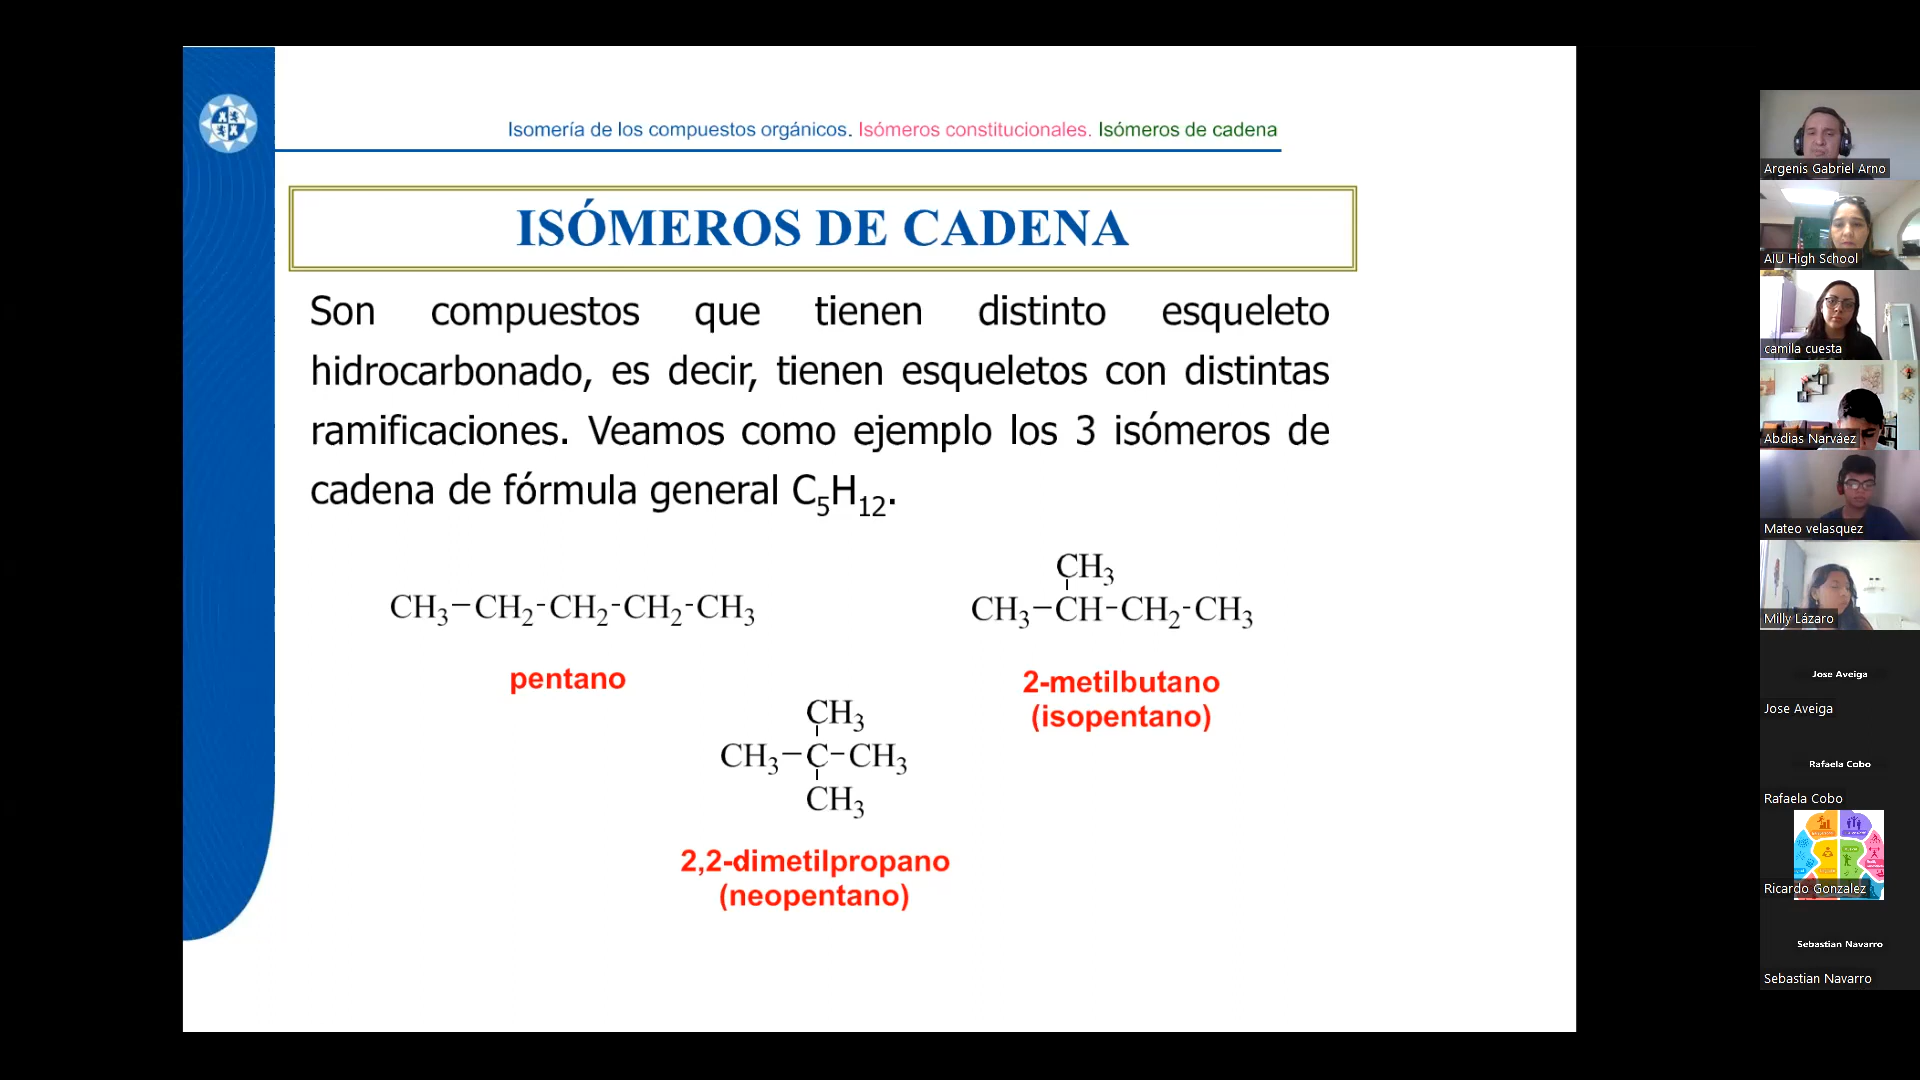 Isomería de los compuestos orgánicos. Isómeros constitucionales. Isómeros de cadena
ISÓMEROS DE CADENA
Son compuestos que tienen distinto esqueleto
hidrocarbonado, es decir, tienen esqueletos con distintas
ramificaciones. Veamos como ejemplo los 3 isómeros de
cadena de fórmula general C₅H₁₂.
CH₃–CH₂-CH₂-CH₂-CH₃
pentano
CH₃
CH₃–CH-CH₂-CH₃
2-metilbutano
(isopentano)
CH₃
CH₃–C–CH₃
CH₃
2,2-dimetilpropano
(neopentano)
Argenis Gabriel Arno
AIU High School
camila cuesta
Abdías Narváez
Mateo velasquez
Milly Lázaro
Jose Aveiga
Jose Aveiga
Rafaela Cobo
Rafaela Cobo
Ricardo Gonzalez
Sebastian Navarro
Sebastian Navarro